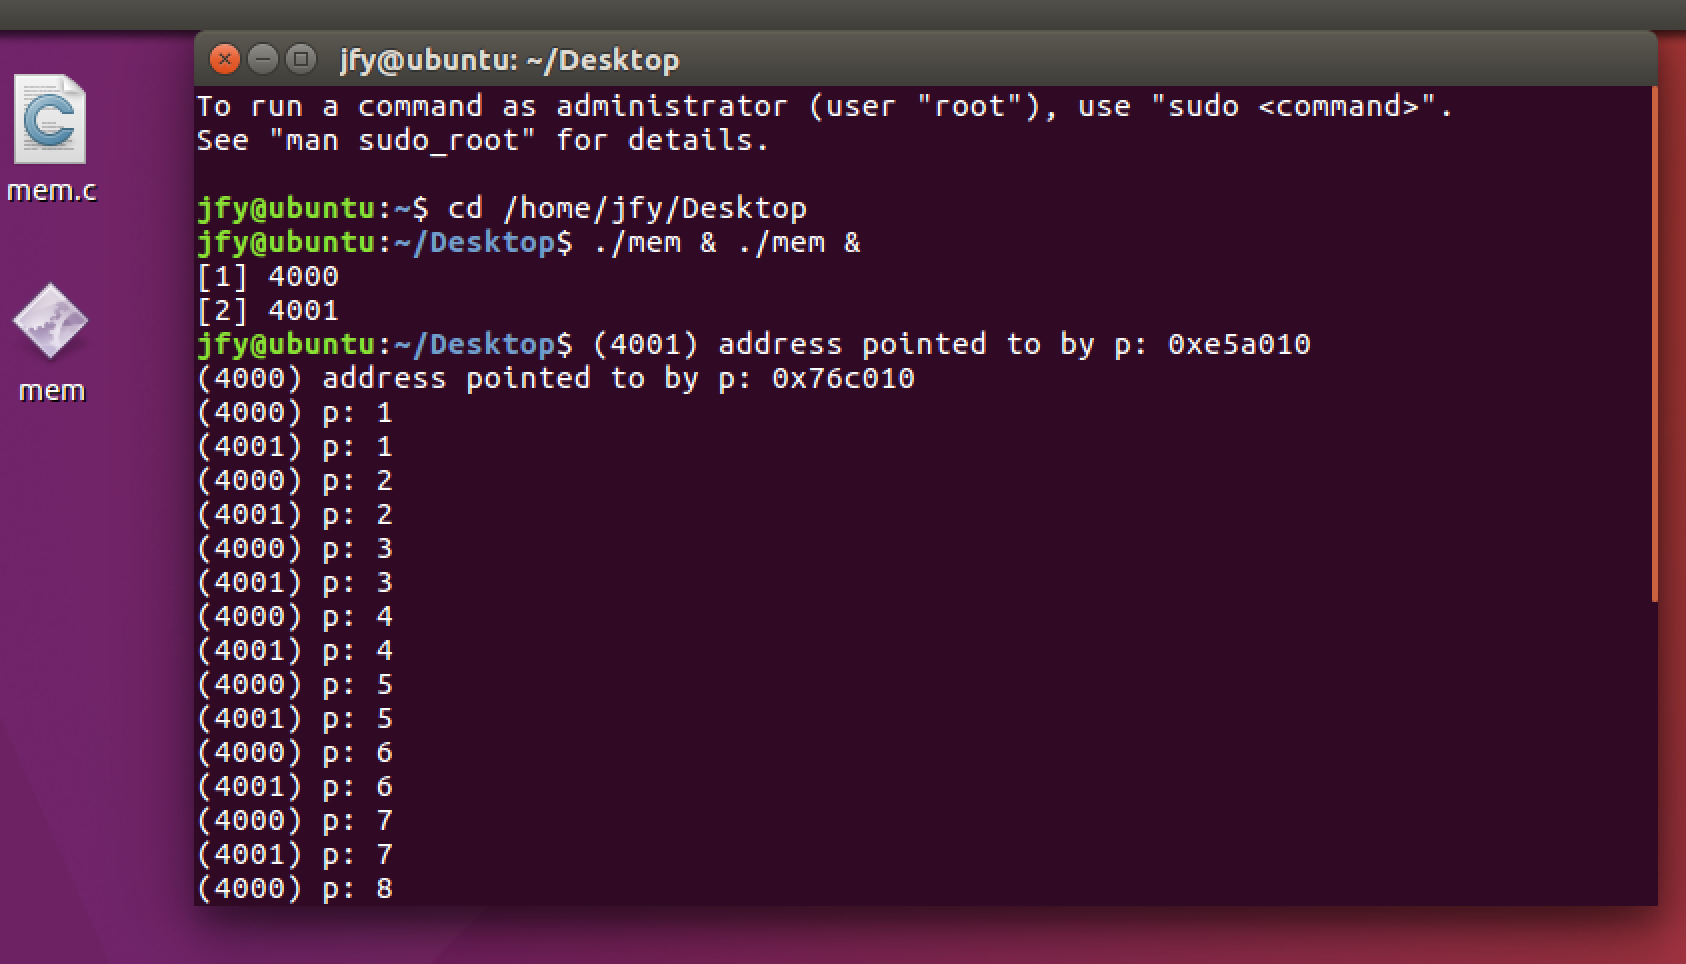 jfy@ubuntu: ~/Desktop
mem.c
mem
To run a command as administrator (user "root"), use "sudo <command>".
See "man sudo_root" for details.
jfy@ubuntu:~$ cd /home/jfy/Desktop
jfy@ubuntu:~/Desktop$ ./mem & ./mem &
[1] 4000
[2] 4001
jfy@ubuntu:~/Desktop$ (4001) address pointed to by p: 0xe5a010
(4000) address pointed to by p: 0x76c010
(4000) p: 1
(4001) p: 1
(4000) p: 2
(4001) p: 2
(4000) p: 3
(4001) p: 3
(4000) p: 4
(4001) p: 4
(4000) p: 5
(4001) p: 5
(4000) p: 6
(4001) p: 6
(4000) p: 7
(4001) p: 7
(4000) p: 8